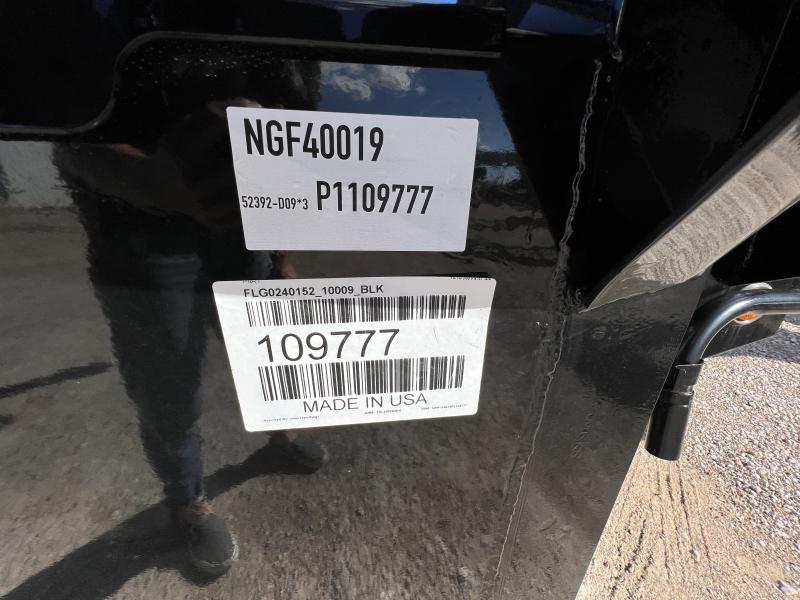 NGF40019
52392-D09*3 P1109777
FLG0240152_10009_BLK
109777
MADE IN USA